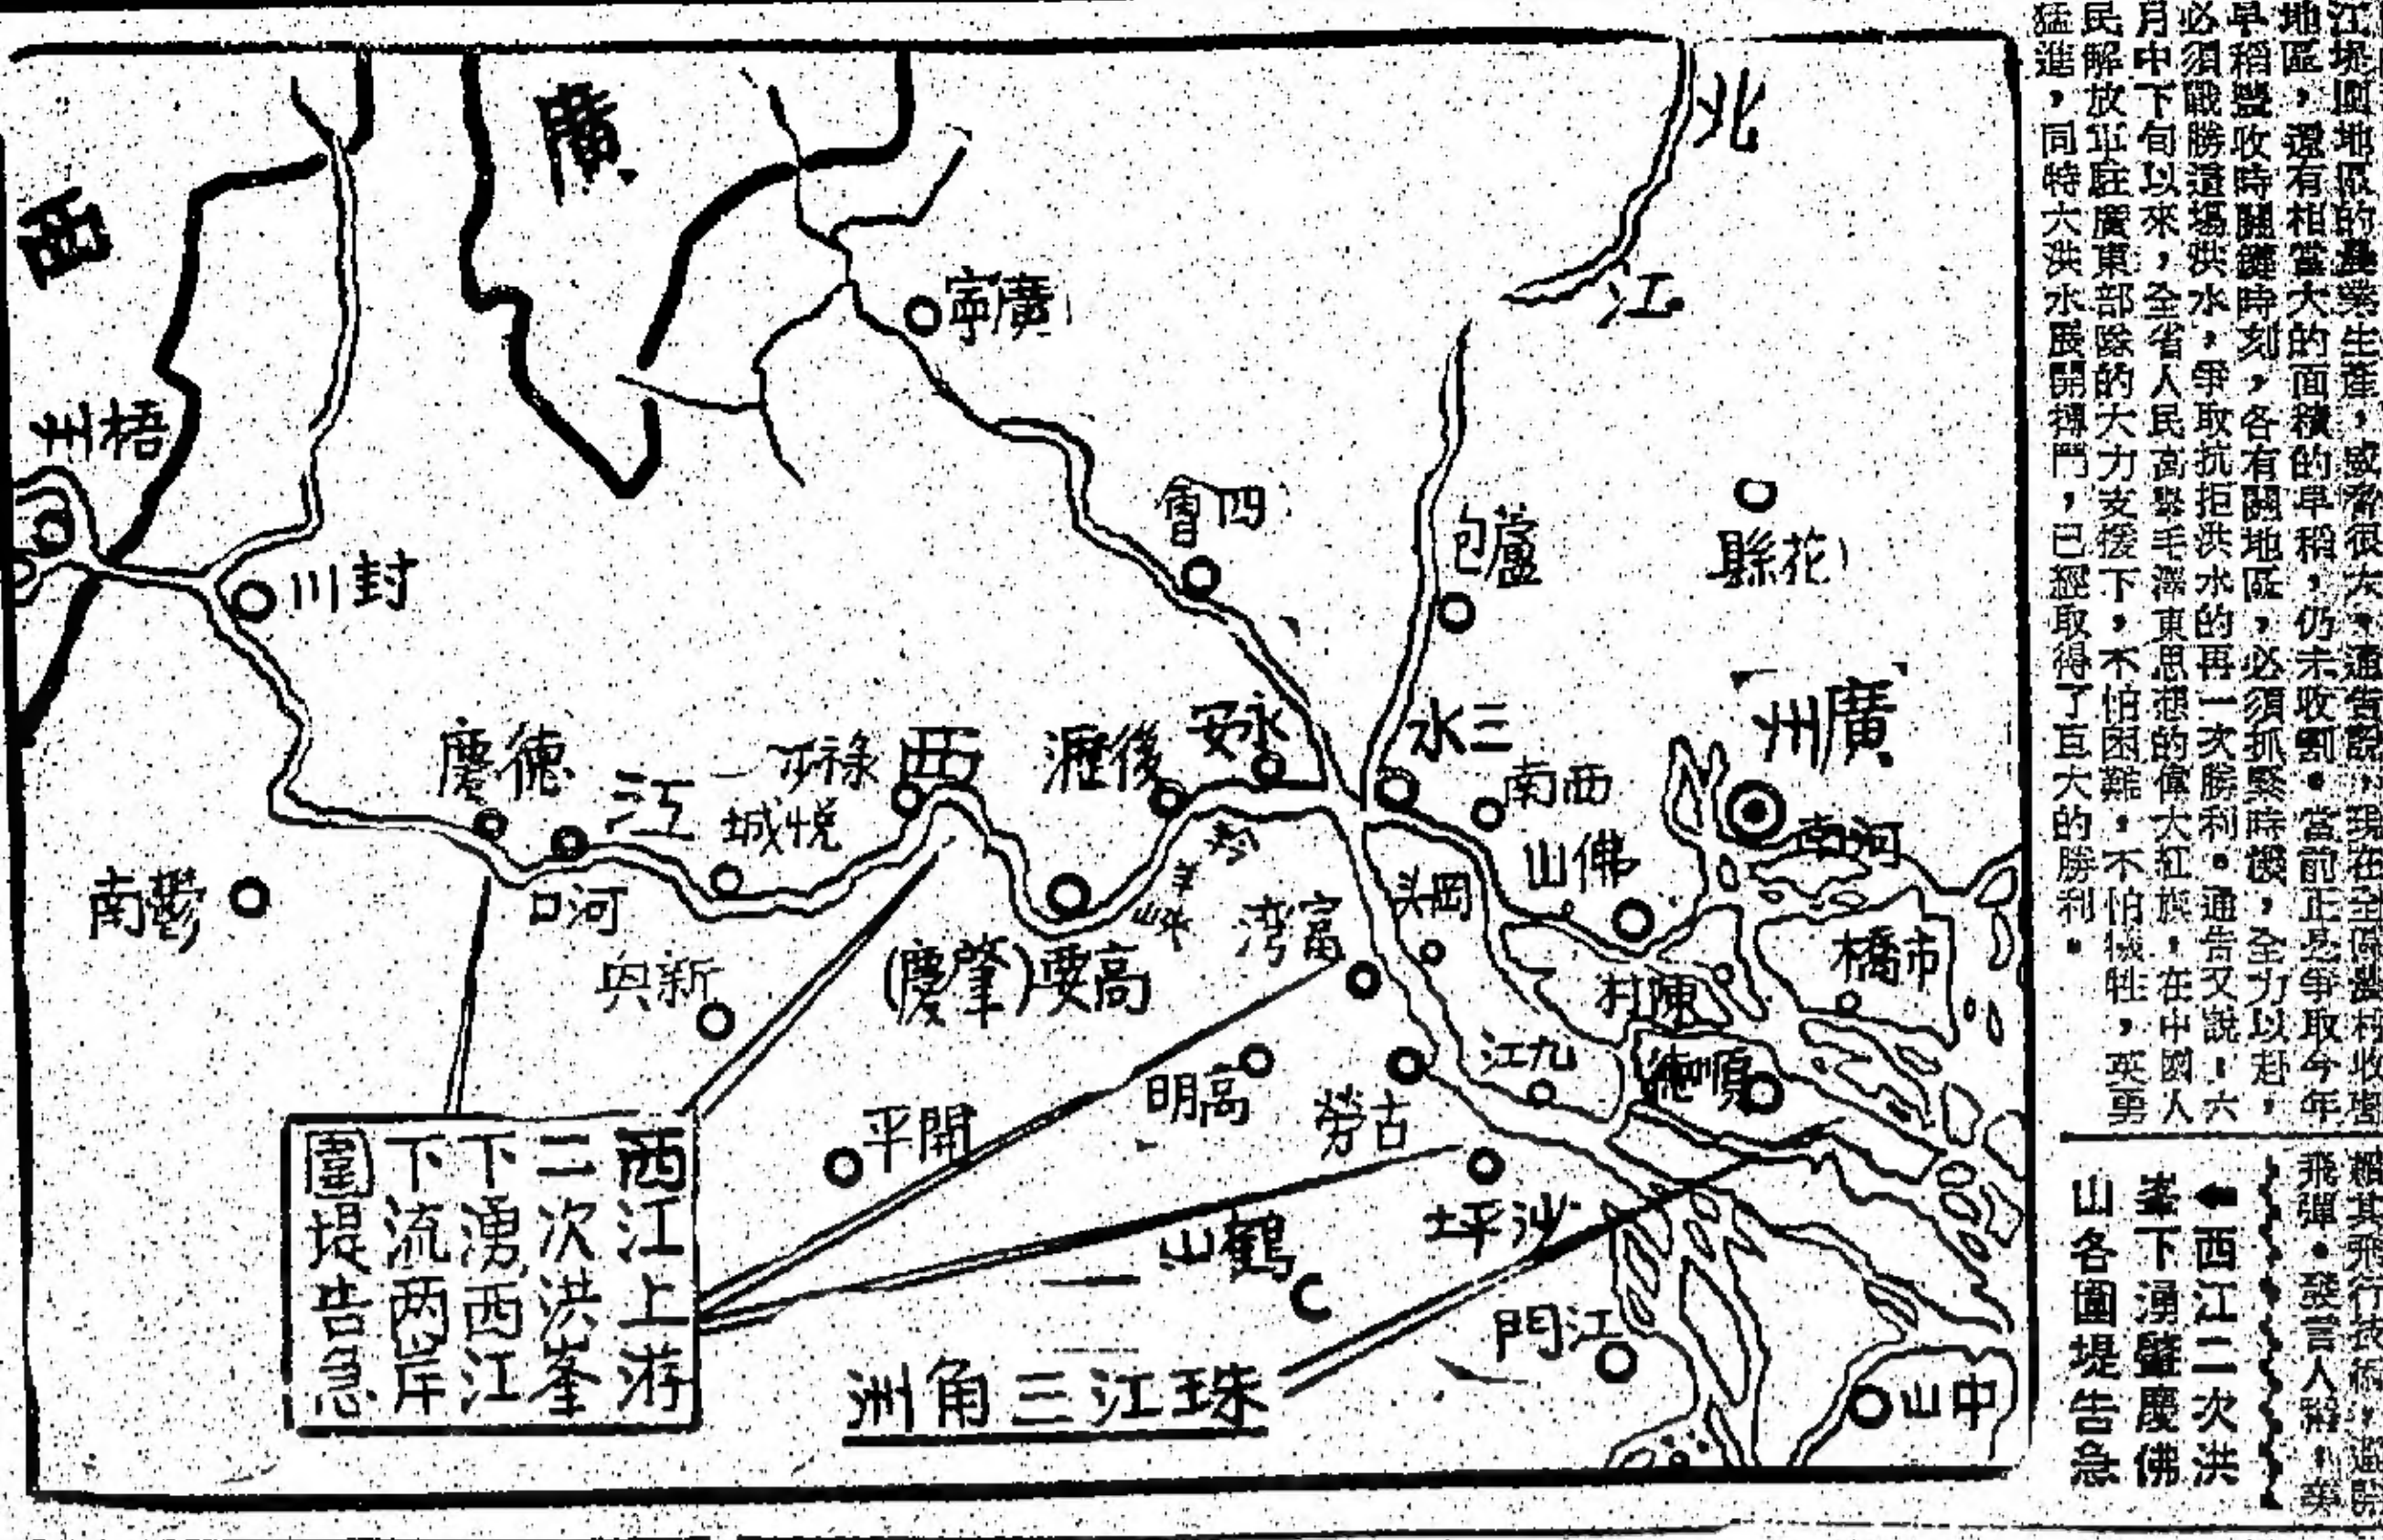 江堤圍地區的農業生產，威脅很大。通告說，現在全區農村收割
地區，還有相當大的面積的早稻，仍未收割。當前正是爭取今年
早稻豐收時關鍵時刻，各有關地區，必須抓緊時機，全力以赴，
必須戰勝這場洪水，爭取抗拒洪水的再一次勝利。通告又說：六
月中下旬以來，全省人民高舉毛澤東思想的偉大紅旗，在中國人
民解放軍駐廣東部隊的大力支援下，不怕困難，不怕犧牲，英勇
猛進，同特大洪水展開搏鬥，已經取得了巨大的勝利。
飛彈。發言人稱，
←西江二次洪
峯下湧肇慶佛
山各圍堤告急
廣
西
北
江
梧州
廣寧
封川
四會
蘆包
花縣
廣州
河南
德慶
西
江
祿步
悅城
後瀝
永安
三水
西南
佛山
羚
羊
峽
鬱南
河口
新興
高要(肇慶)
富灣
崗头
陳村
市橋
九江
順德
高明
古勞
開平
沙坪
鶴山
江門
中山
珠江三角洲
西江上游
二次洪峯
下湧西江
下流两岸
圍堤告急